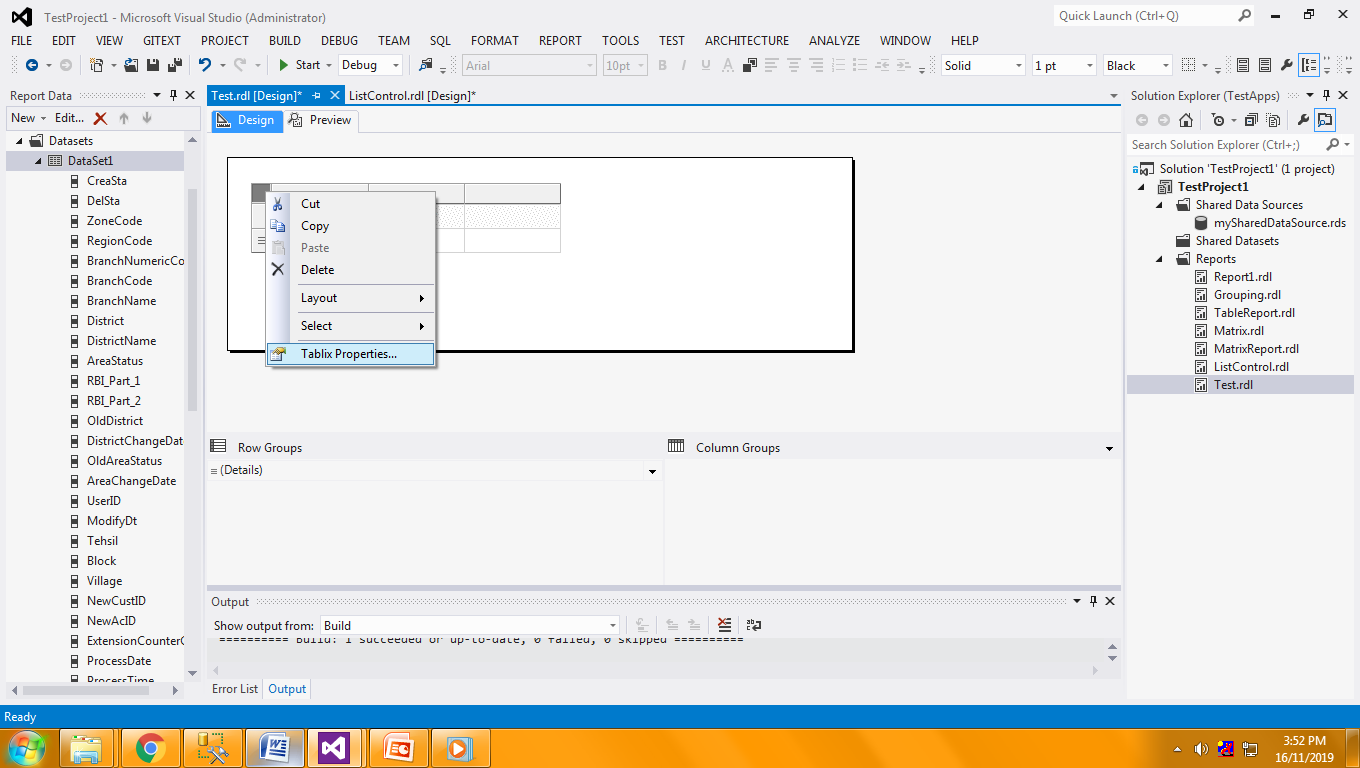 TestProject1 - Microsoft Visual Studio (Administrator)
Quick Launch (Ctrl+Q)
FILE EDIT VIEW GITEXT PROJECT BUILD DEBUG TEAM SQL FORMAT REPORT TOOLS TEST ARCHITECTURE ANALYZE WINDOW HELP
Start Debug Arial 10pt B I U A Solid 1 pt Black
Report Data
New Edit...
Datasets
DataSet1
CreaSta
DelSta
ZoneCode
RegionCode
BranchNumericCo
BranchCode
BranchName
District
DistrictName
AreaStatus
RBI_Part_1
RBI_Part_2
OldDistrict
DistrictChangeDat
OldAreaStatus
AreaChangeDate
UserID
ModifyDt
Tehsil
Block
Village
NewCustID
NewAcID
ExtensionCounterC
ProcessDate
ProcessTime
Test.rdl [Design]* ListControl.rdl [Design]*
Design Preview
Cut
Copy
Paste
Delete
Layout
Select
Tablix Properties...
Row Groups
(Details)
Column Groups
Output
Show output from: Build
========== Build: 1 succeeded or up-to-date, 0 failed, 0 skipped ==========
Error List Output
Solution Explorer (TestApps)
Search Solution Explorer (Ctrl+;)
Solution 'TestProject1' (1 project)
TestProject1
Shared Data Sources
mySharedDataSource.rds
Shared Datasets
Reports
Report1.rdl
Grouping.rdl
TableReport.rdl
Matrix.rdl
MatrixReport.rdl
ListControl.rdl
Test.rdl
Ready
3:52 PM
16/11/2019